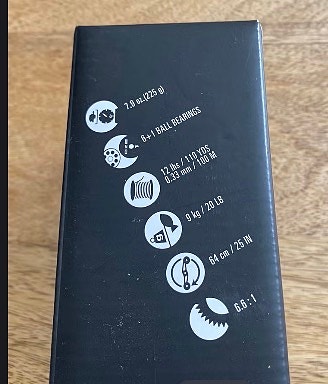 7.9 oz.(225 g)
8+1 BALL BEARINGS
12 lbs / 110 YDS
0.33 mm / 100 M
9 kg / 20 LB
64 cm / 25 IN
6.6:1